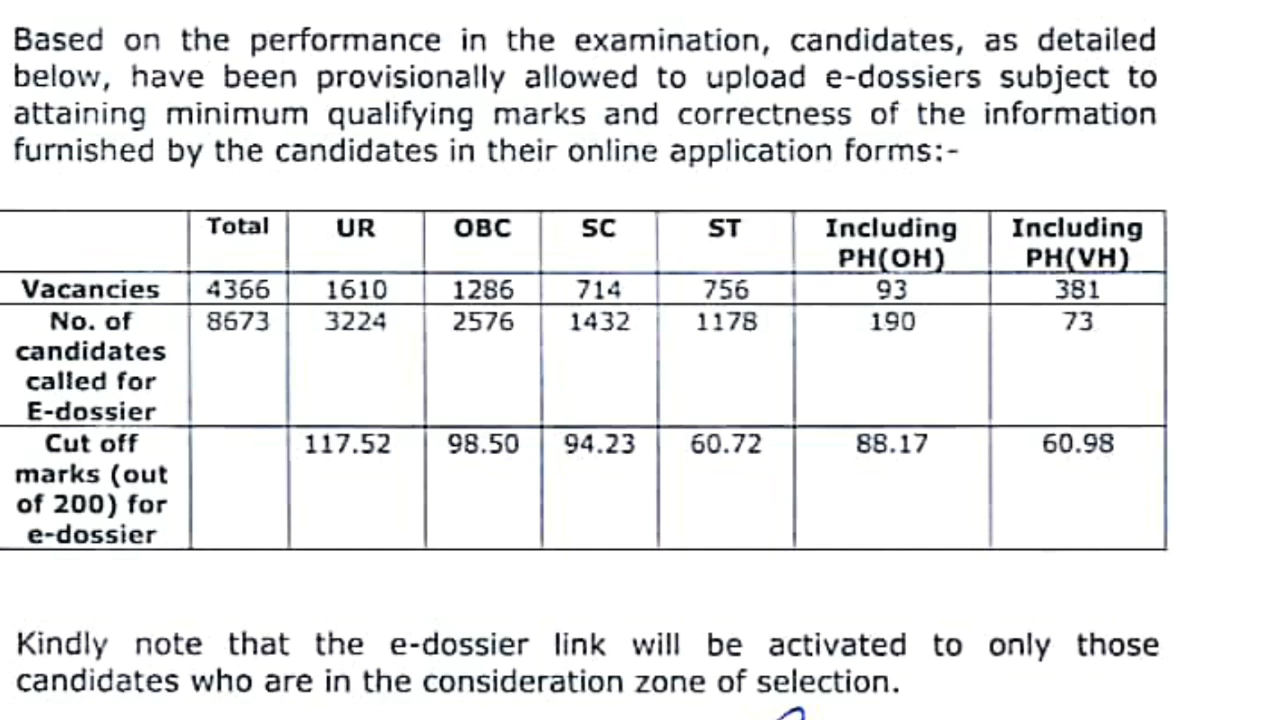 Based on the performance in the examination, candidates, as detailed
below, have been provisionally allowed to upload e-dossiers subject to
attaining minimum qualifying marks and correctness of the information
furnished by the candidates in their online application forms:-
Total UR OBC SC ST Including PH(OH) Including PH(VH)
Vacancies 4366 1610 1286 714 756 93 381
No. of candidates called for E-dossier 8673 3224 2576 1432 1178 190 73
Cut off marks (out of 200) for e-dossier 117.52 98.50 94.23 60.72 88.17 60.98
Kindly note that the e-dossier link will be activated to only those
candidates who are in the consideration zone of selection.